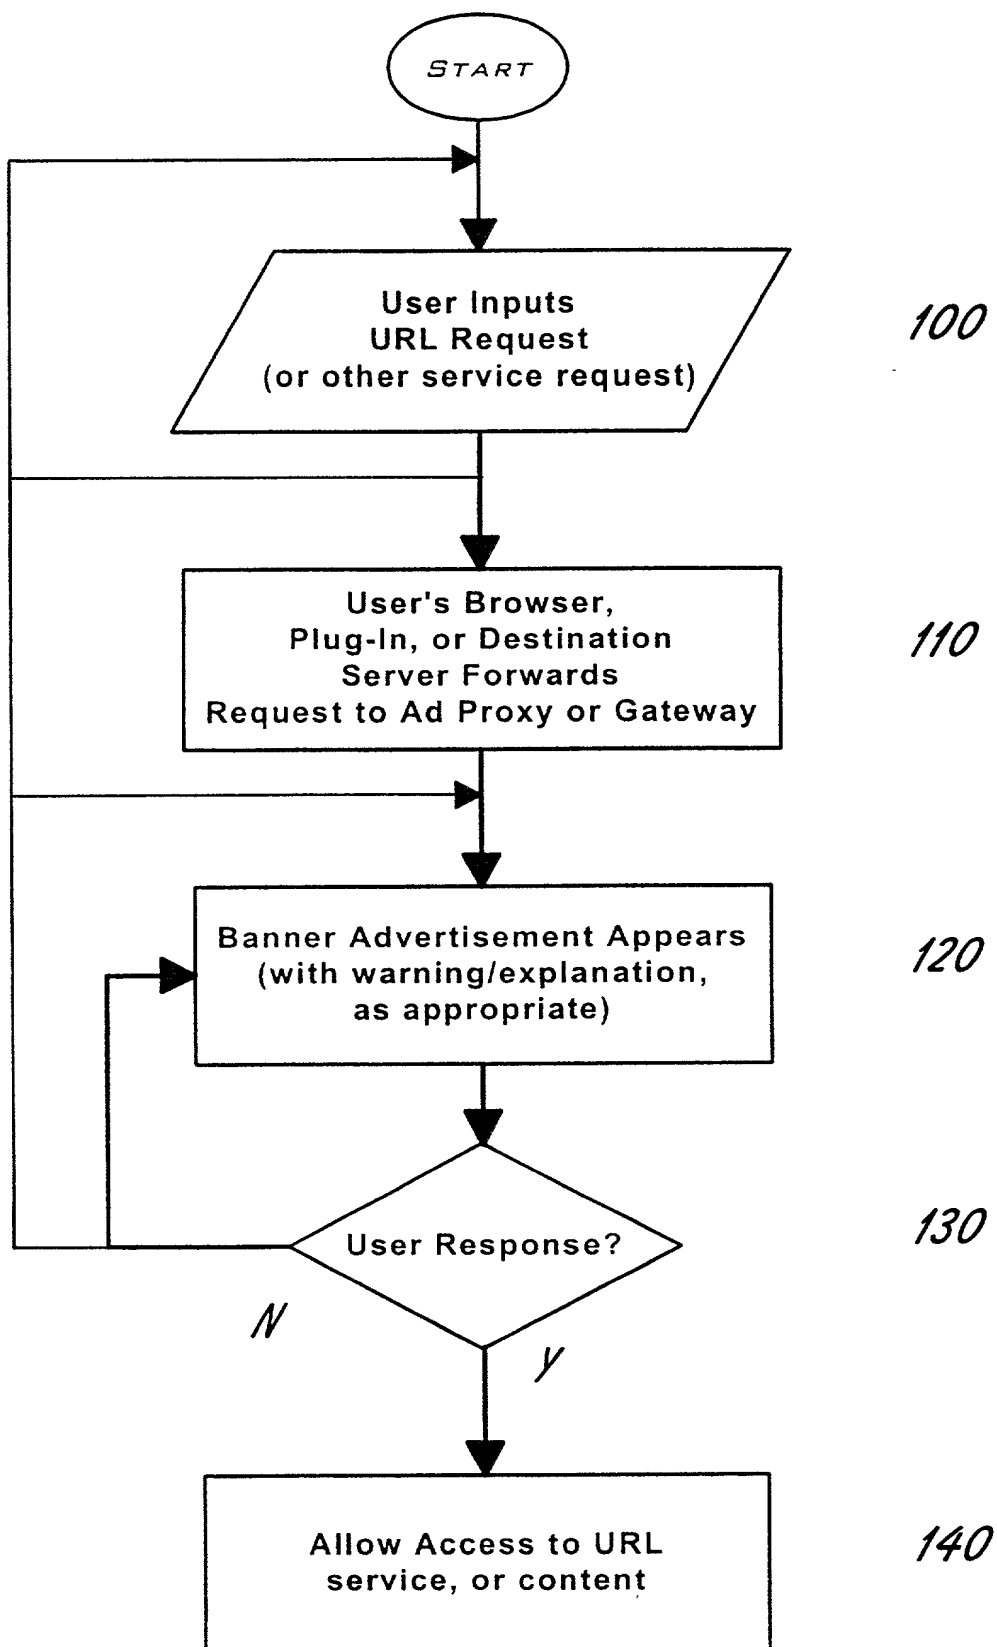 START
User Inputs
URL Request
(or other service request)
100
User's Browser,
Plug-In, or Destination
Server Forwards
Request to Ad Proxy or Gateway
110
Banner Advertisement Appears
(with warning/explanation,
as appropriate)
120
User Response?
130
N
y
Allow Access to URL
service, or content
140